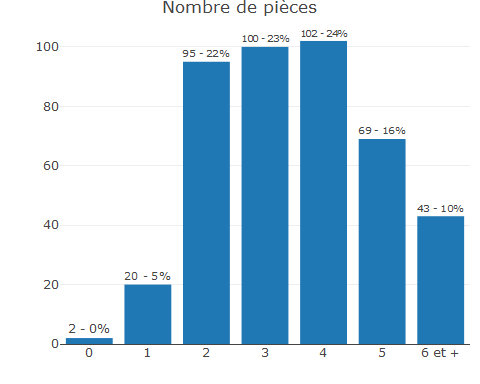 Nombre de pièces
100
80
60
40
20
0
2 - 0%
20 - 5%
95 - 22%
100 - 23%
102 - 24%
69 - 16%
43 - 10%
0 1 2 3 4 5 6 et +